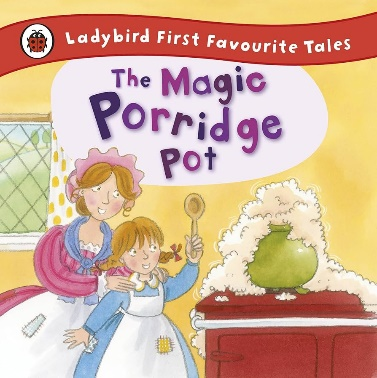 Ladybird First Favourite Tales
The Magic
Porridge
Pot